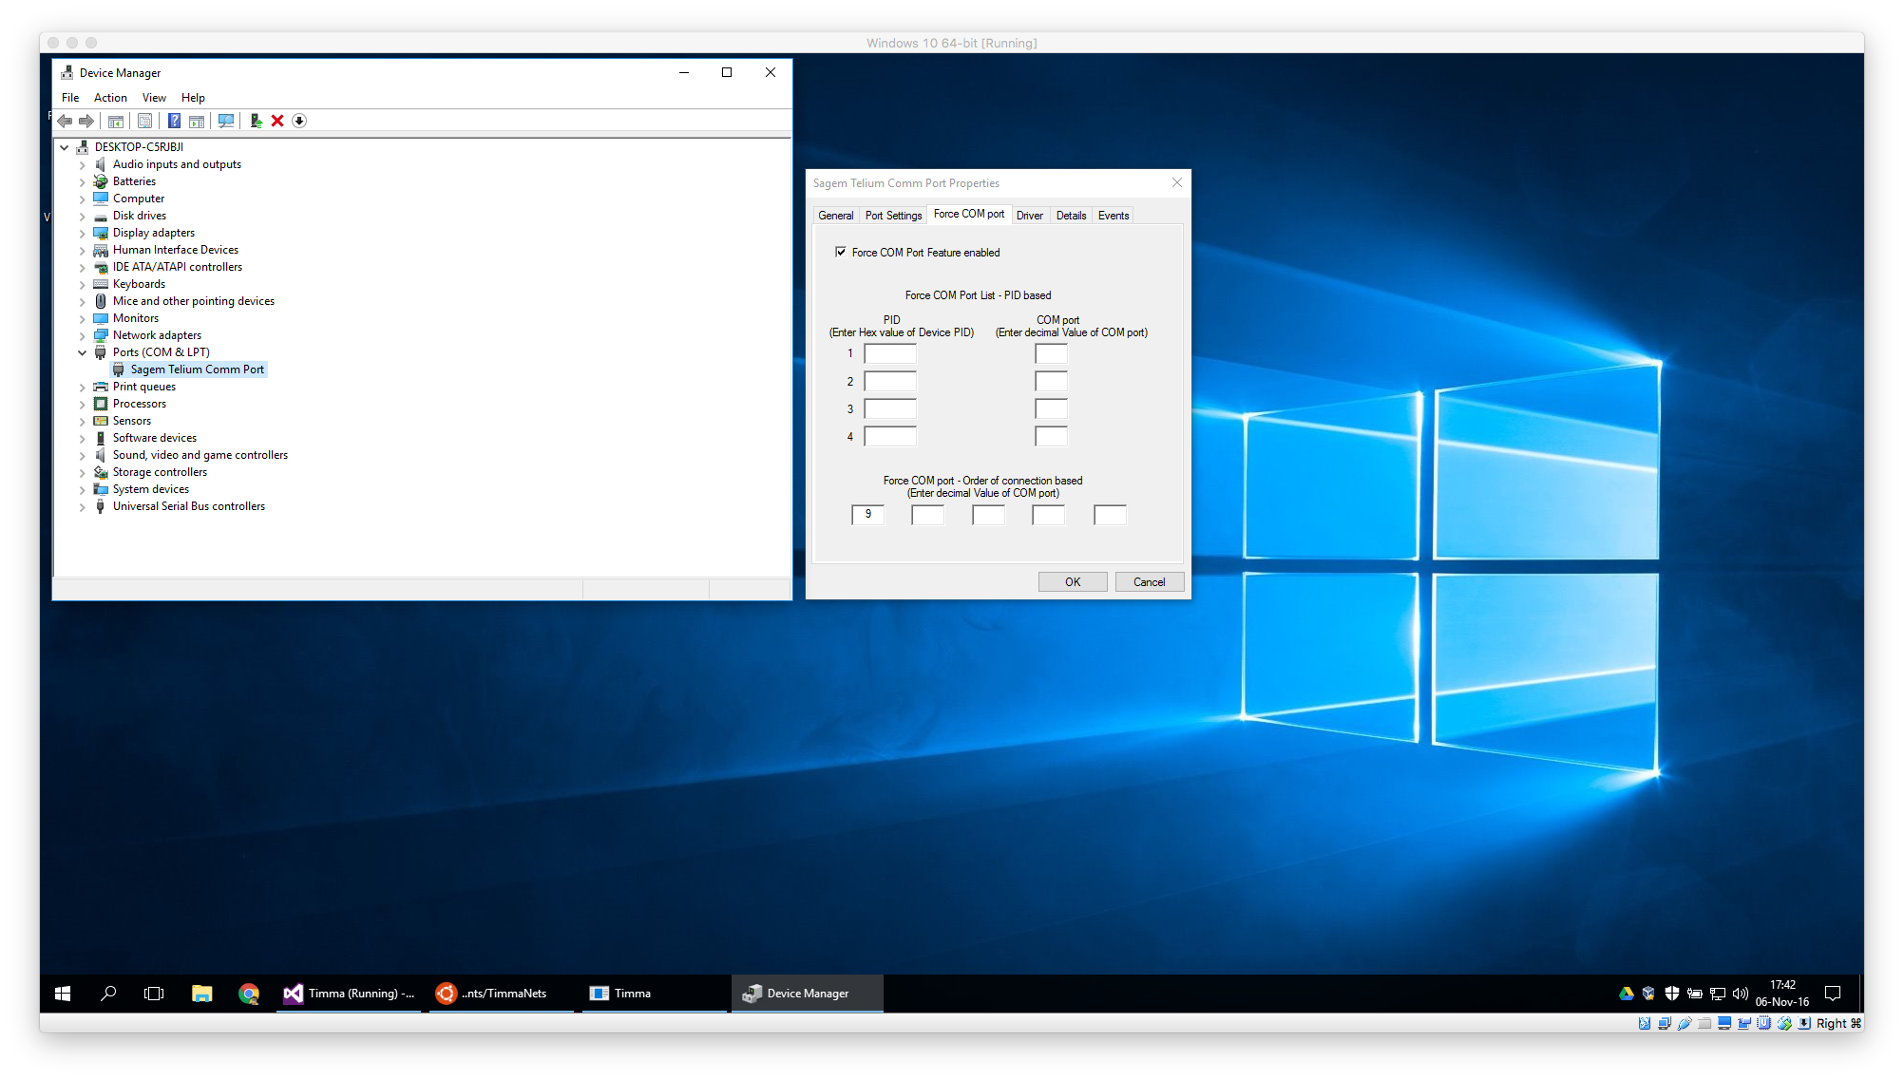 Windows 10 64-bit [Running]
Device Manager
File Action View Help
DESKTOP-C5RJBJI
Audio inputs and outputs
Batteries
Computer
Disk drives
Display adapters
Human Interface Devices
IDE ATA/ATAPI controllers
Keyboards
Mice and other pointing devices
Monitors
Network adapters
Ports (COM & LPT)
Sagem Telium Comm Port
Print queues
Processors
Sensors
Software devices
Sound, video and game controllers
Storage controllers
System devices
Universal Serial Bus controllers
Sagem Telium Comm Port Properties
General Port Settings Force COM port Driver Details Events
Force COM Port Feature enabled
Force COM Port List - PID based
PID COM port
(Enter Hex value of Device PID) (Enter decimal Value of COM port)
1
2
3
4
Force COM port - Order of connection based
(Enter decimal Value of COM port)
9
OK Cancel
Timma (Running) -... ..nts/TimmaNets Timma Device Manager
17:42
06-Nov-16
Right ⌘